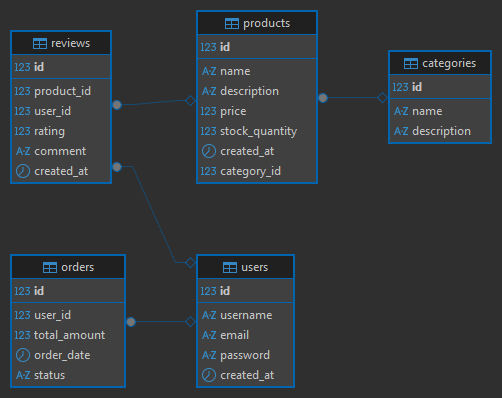 reviews
123 id
123 product_id
123 user_id
123 rating
A-Z comment
created_at
products
123 id
A-Z name
A-Z description
123 price
123 stock_quantity
created_at
123 category_id
categories
123 id
A-Z name
A-Z description
orders
123 id
123 user_id
123 total_amount
order_date
A-Z status
users
123 id
A-Z username
A-Z email
A-Z password
created_at